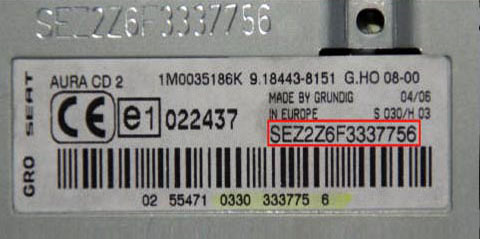 SEZ2Z6F3337756
AURA CD 2 1M0035186K 9.18443-8151 G.HO 08-00
GRO SEAT
CE e1 022437
MADE BY GRUNDIG 04/06
IN EUROPE S 030/H 03
SEZ2Z6F3337756
02 55471 0330 333775 6